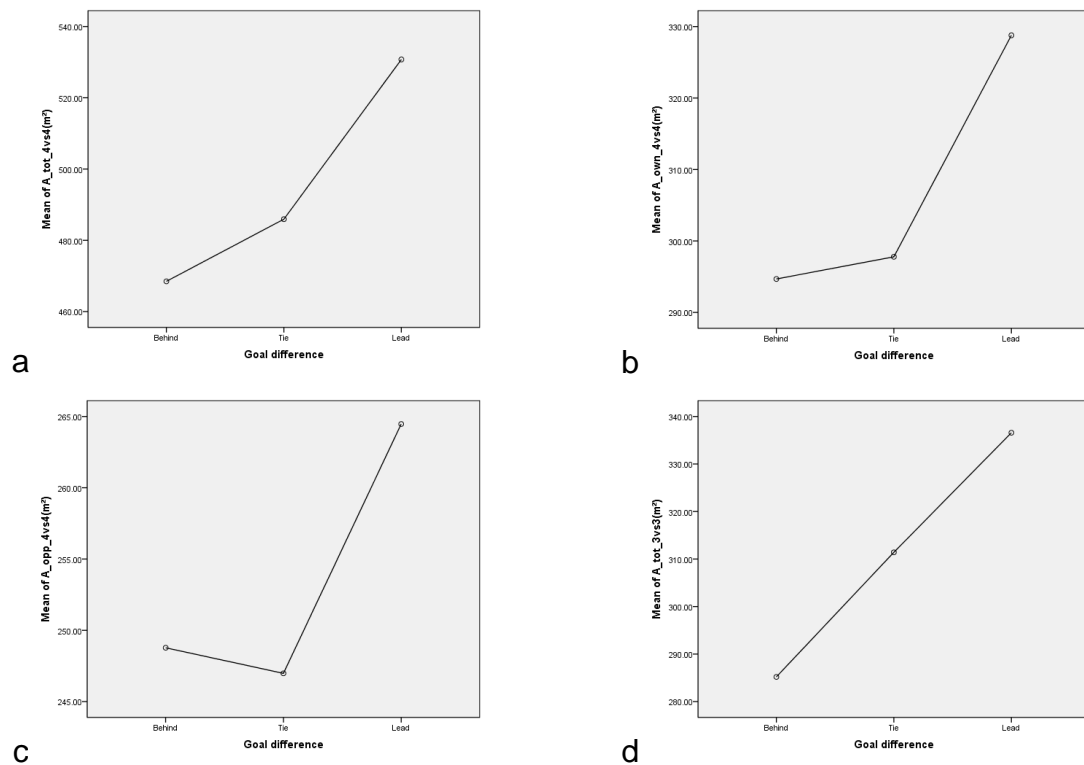 540.00
520.00
500.00
480.00
460.00
Mean of A_tot_4vs4(m²)
Behind
Tie
Lead
Goal difference
a
330.00
320.00
310.00
300.00
290.00
Mean of A_own_4vs4(m²)
Behind
Tie
Lead
Goal difference
b
265.00
260.00
255.00
250.00
245.00
Mean of A_opp_4vs4(m²)
Behind
Tie
Lead
Goal difference
c
340.00
330.00
320.00
310.00
300.00
290.00
280.00
Mean of A_tot_3vs3(m²)
Behind
Tie
Lead
Goal difference
d